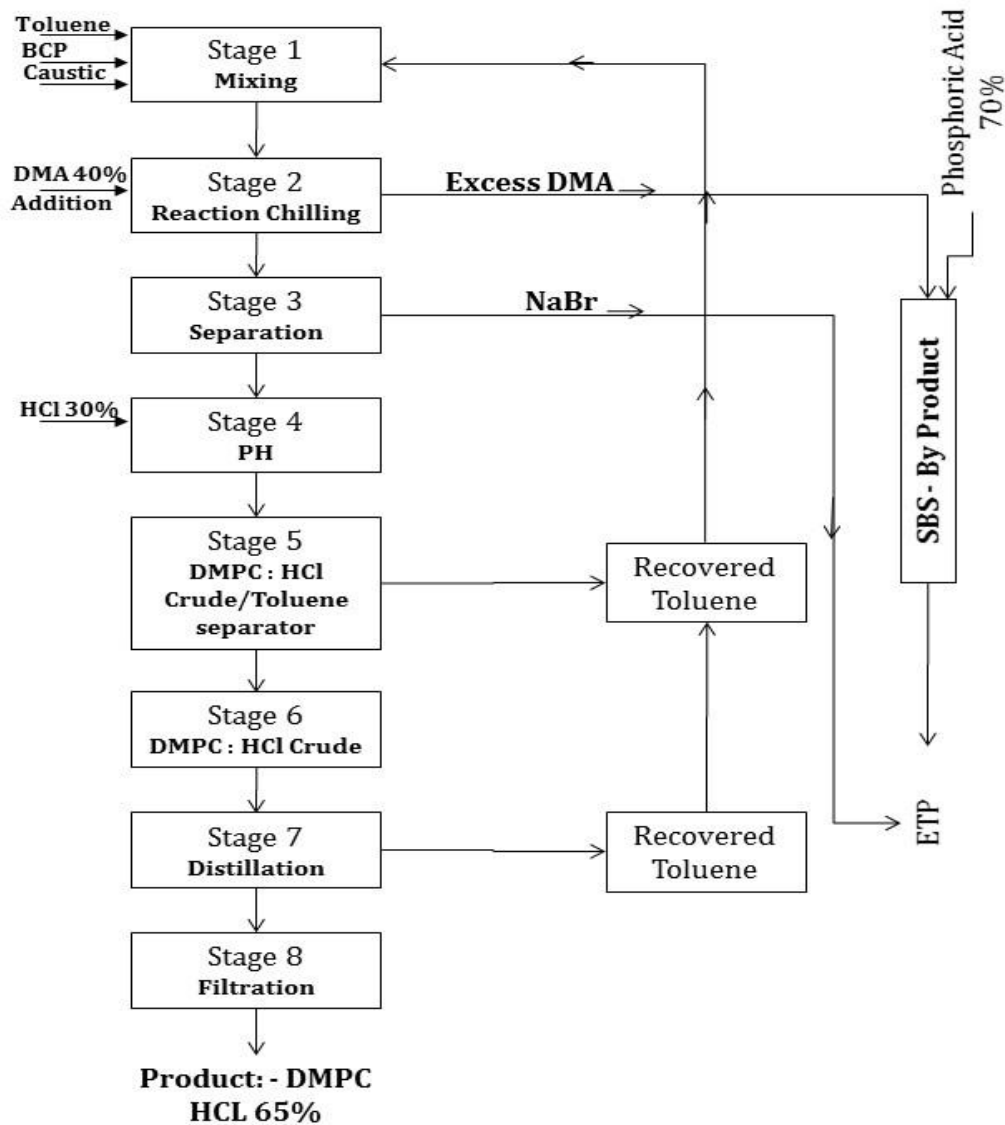 Toluene
BCP
Caustic
Stage 1
Mixing
DMA 40%
Addition
Stage 2
Reaction Chilling
Excess DMA
Phosphoric Acid
70%
Stage 3
Separation
NaBr
SBS - By Product
HCl 30%
Stage 4
PH
Stage 5
DMPC : HCl
Crude/Toluene
separator
Recovered
Toluene
Stage 6
DMPC : HCl Crude
Stage 7
Distillation
Recovered
Toluene
ETP
Stage 8
Filtration
Product: - DMPC
HCL 65%